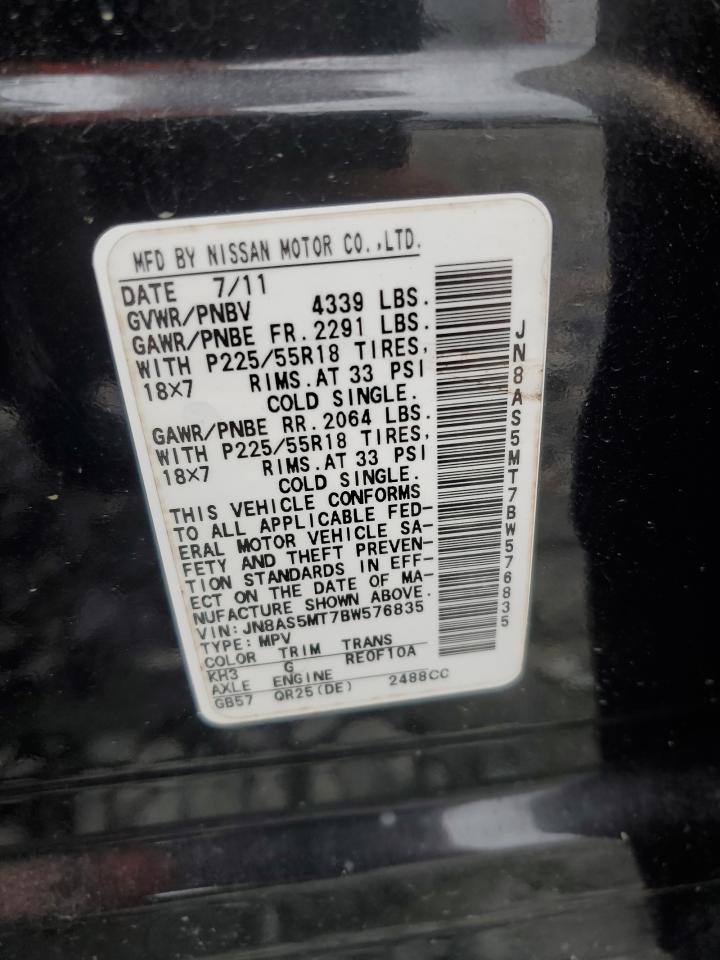 MFD BY NISSAN MOTOR CO.,LTD.
DATE 7/11
GVWR/PNBV 4339 LBS.
GAWR/PNBE FR.2291 LBS.
WITH P225/55R18 TIRES,
18X7 RIMS.AT 33 PSI
COLD SINGLE.
GAWR/PNBE RR.2064 LBS.
WITH P225/55R18 TIRES,
18X7 RIMS.AT 33 PSI
COLD SINGLE.
THIS VEHICLE CONFORMS
TO ALL APPLICABLE FED-
ERAL MOTOR VEHICLE SA-
FETY AND THEFT PREVEN-
TION STANDARDS IN EFF-
ECT ON THE DATE OF MA-
NUFACTURE SHOWN ABOVE.
VIN:JN8AS5MT7BW576835
TYPE:MPV
COLOR TRIM TRANS
KH3 G RE0F10A
AXLE ENGINE
GB57 QR25(DE) 2488CC
JN8AS5MT7BW576835